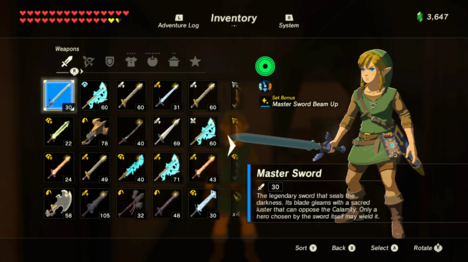 L
Adventure Log
Inventory
R
System
3,647
Weapons
R
30 60 60 31 60
22 78 40 69 60
24 49 40 71 43
58 105 32 48 30
Set Bonus
Master Sword Beam Up
Master Sword
30
The legendary sword that seals the
darkness. Its blade gleams with a sacred
luster that can oppose the Calamity. Only a
hero chosen by the sword itself may wield it.
Sort Y Back B Select A Rotate